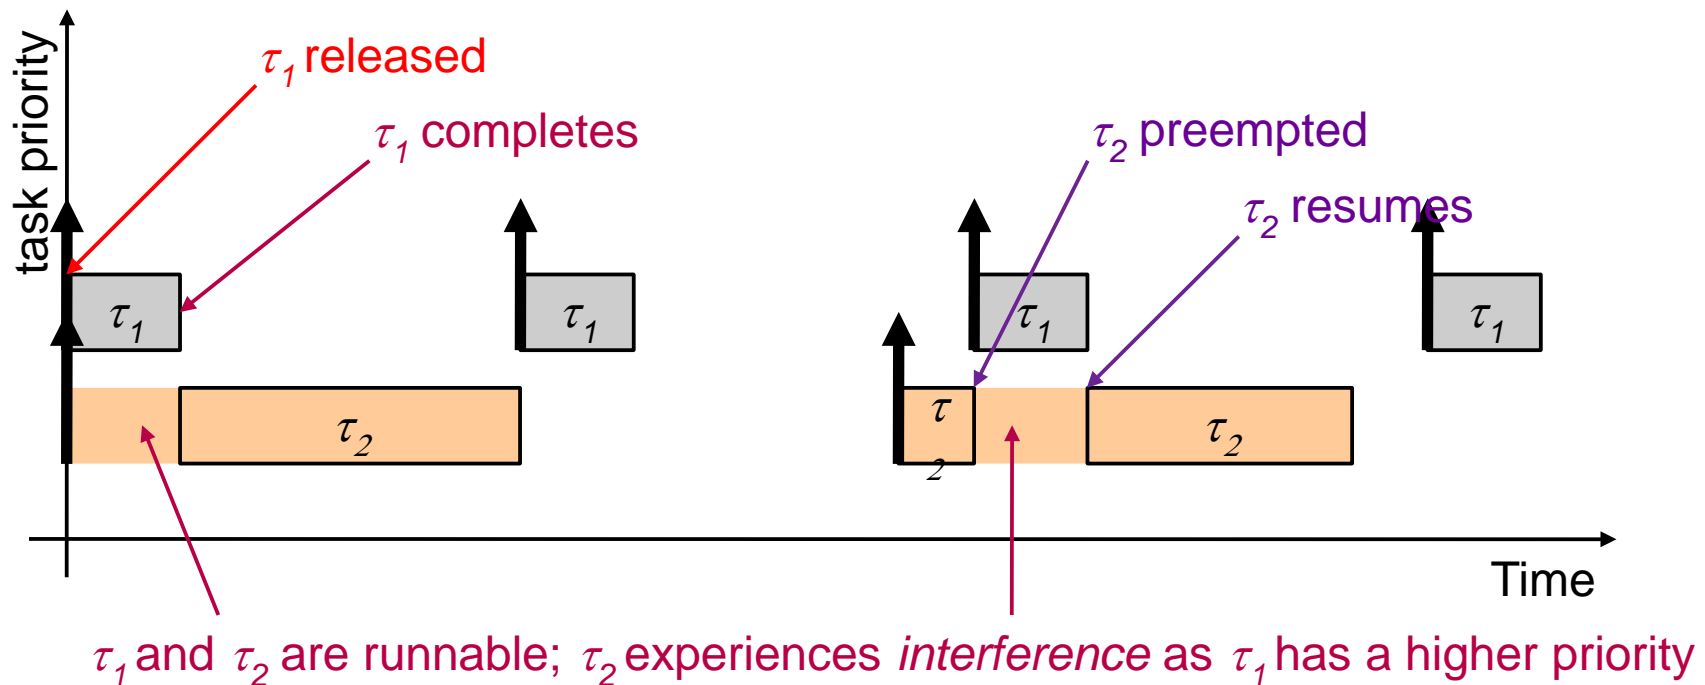 task priority
τ1 released
τ1 completes
τ2 preempted
τ2 resumes
τ1
τ1
τ1
τ1
τ2
τ
2
τ2
Time
τ1 and τ2 are runnable; τ2 experiences interference as τ1 has a higher priority